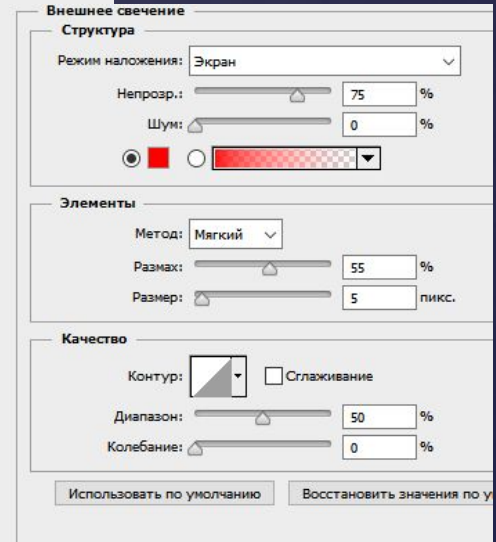 Внешнее свечение
Структура
Режим наложения: Экран
Непрозр.: 75 %
Шум: 0 %
Элементы
Метод: Мягкий
Размах: 55 %
Размер: 5 пикс.
Качество
Контур: Сглаживание
Диапазон: 50 %
Колебание: 0 %
Использовать по умолчанию Восстановить значения по